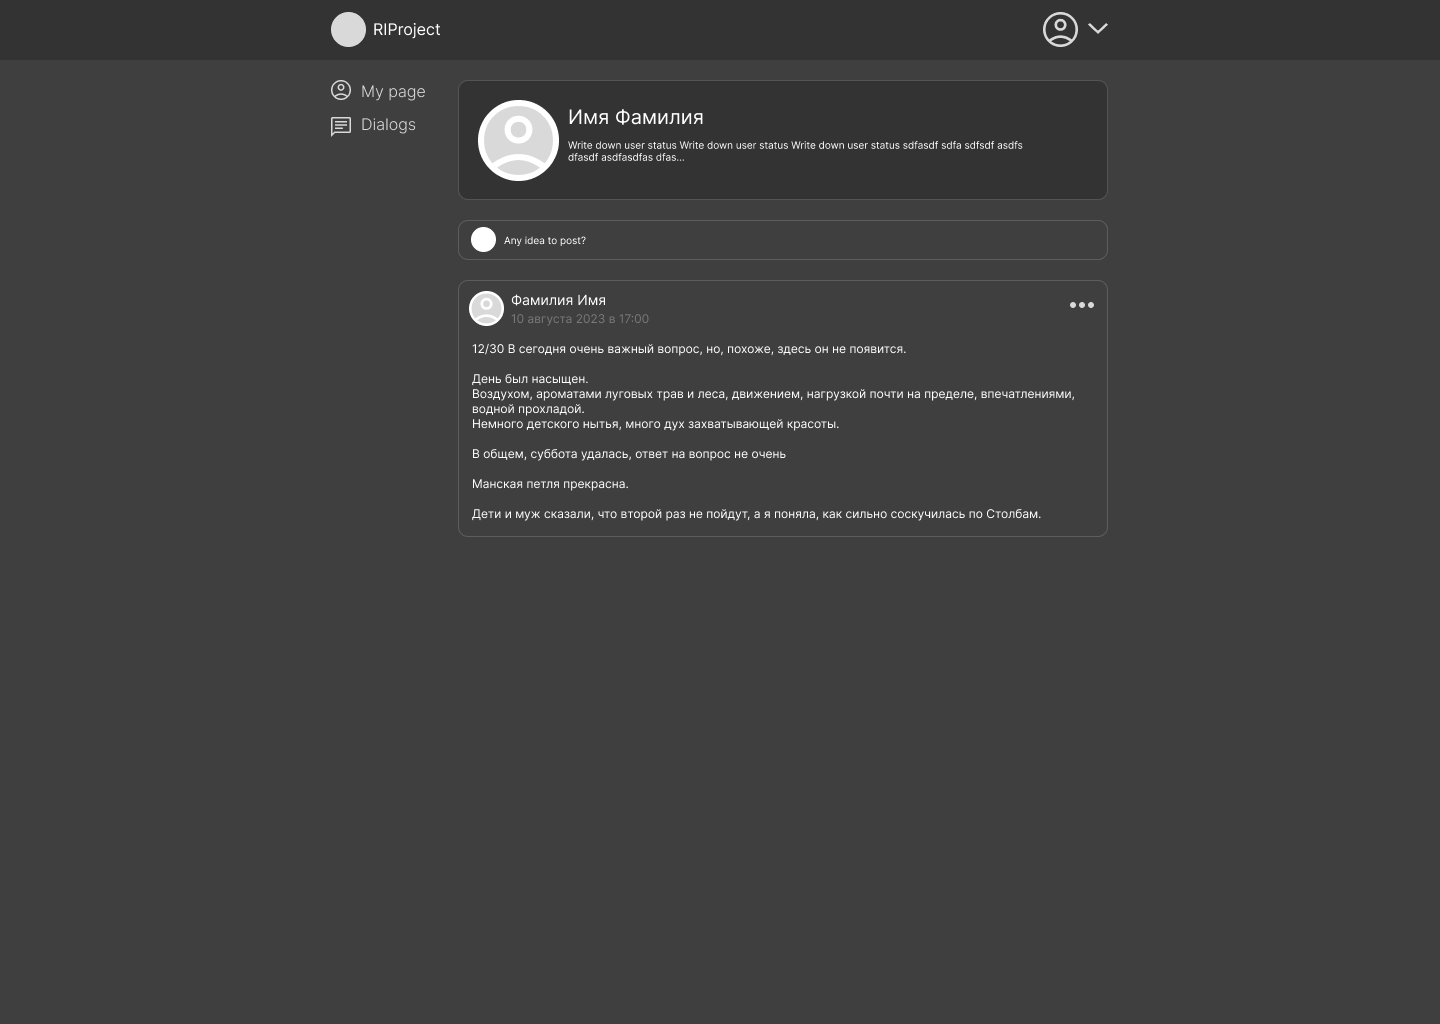 RIProject
My page
Dialogs
Имя Фамилия
Write down user status Write down user status Write down user status sdfasdf sdfa sdfsdf asdfs
dfasdf asdfasdfas dfas...
Any idea to post?
Фамилия Имя
10 августа 2023 в 17:00
12/30 В сегодня очень важный вопрос, но, похоже, здесь он не появится.
День был насыщен.
Воздухом, ароматами луговых трав и леса, движением, нагрузкой почти на пределе, впечатлениями,
водной прохладой.
Немного детского нытья, много дух захватывающей красоты.
В общем, суббота удалась, ответ на вопрос не очень
Манская петля прекрасна.
Дети и муж сказали, что второй раз не пойдут, а я поняла, как сильно соскучилась по Столбам.